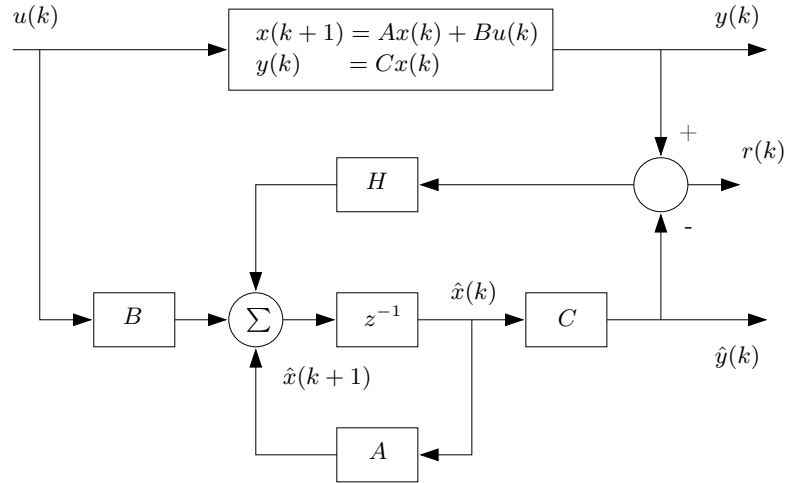 u(k)
y(k)
x(k + 1) = Ax(k) + Bu(k)
y(k) = Cx(k)
+
r(k)
H
-
x̂(k)
B
∑
z⁻¹
C
x̂(k + 1)
ŷ(k)
A